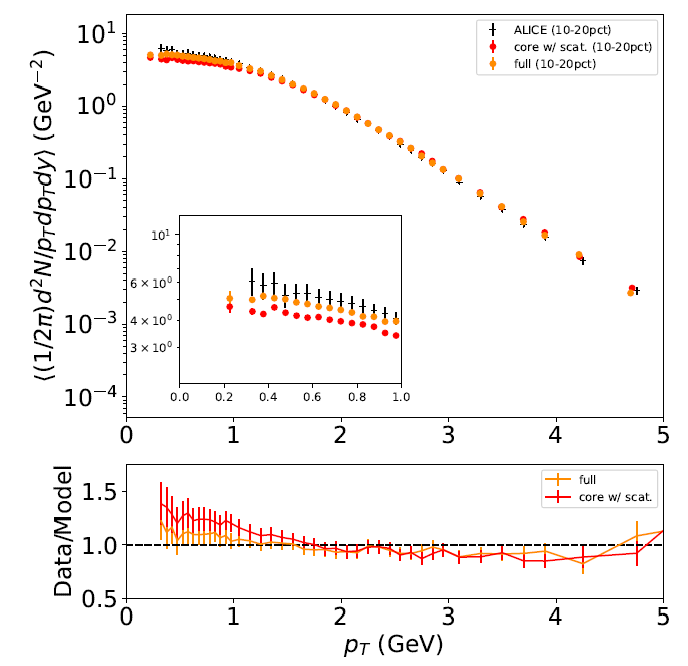 10¹
10⁰
10⁻¹
10⁻²
10⁻³
10⁻⁴
⟨(1/2π)d²N/p_Tdp_Tdy⟩ (GeV⁻²)
ALICE (10-20pct)
core w/ scat. (10-20pct)
full (10-20pct)
10¹
6 × 10⁰
4 × 10⁰
3 × 10⁰
0.0 0.2 0.4 0.6 0.8 1.0
0 1 2 3 4 5
Data/Model
1.5
1.0
0.5
full
core w/ scat.
0 1 2 3 4 5
p_T (GeV)